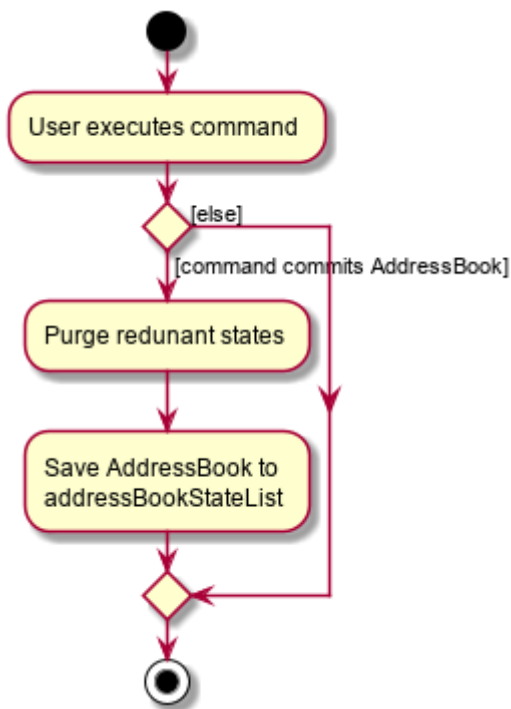 User executes command
[else]
[command commits AddressBook]
Purge redunant states
Save AddressBook to
addressBookStateList